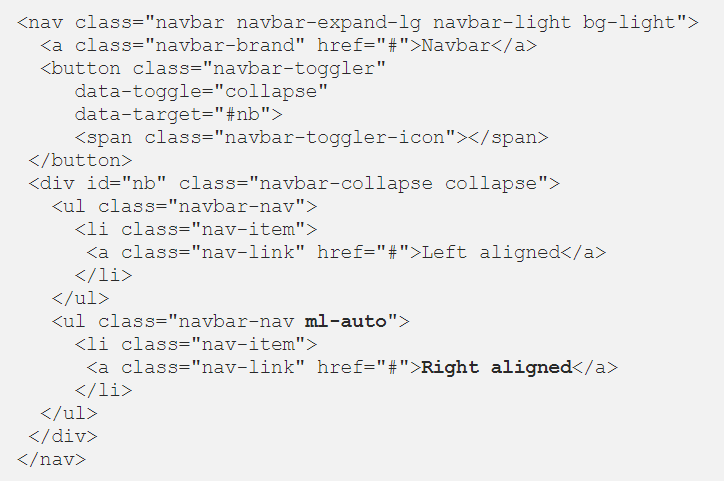 <nav class="navbar navbar-expand-lg navbar-light bg-light">
<a class="navbar-brand" href="#">Navbar</a>
<button class="navbar-toggler"
data-toggle="collapse"
data-target="#nb">
<span class="navbar-toggler-icon"></span>
</button>
<div id="nb" class="navbar-collapse collapse">
<ul class="navbar-nav">
<li class="nav-item">
<a class="nav-link" href="#">Left aligned</a>
</li>
</ul>
<ul class="navbar-nav ml-auto">
<li class="nav-item">
<a class="nav-link" href="#">Right aligned</a>
</li>
</ul>
</div>
</nav>